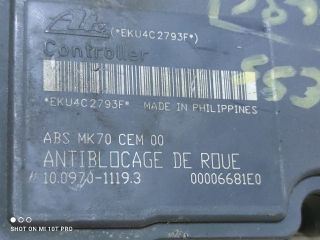 Ate (*EKU4C2793F*)
Controller
*EKU4C2793F* MADE IN PHILIPPINES
ABS MK70 CEM 00
ANTIBLOCAGE DE ROUE
10.0970-1119.3 00006681E0
SHOT ON MI 10T PRO